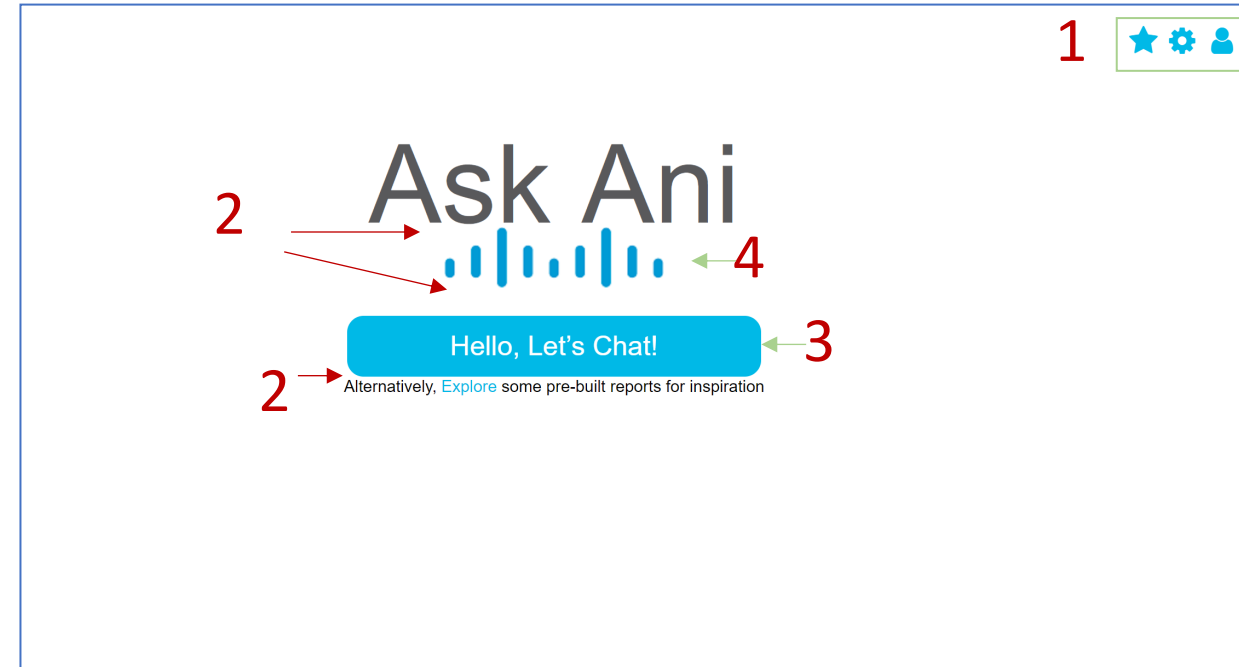 1
Ask Ani
2
4
Hello, Let's Chat!
3
2
Alternatively, Explore some pre-built reports for inspiration